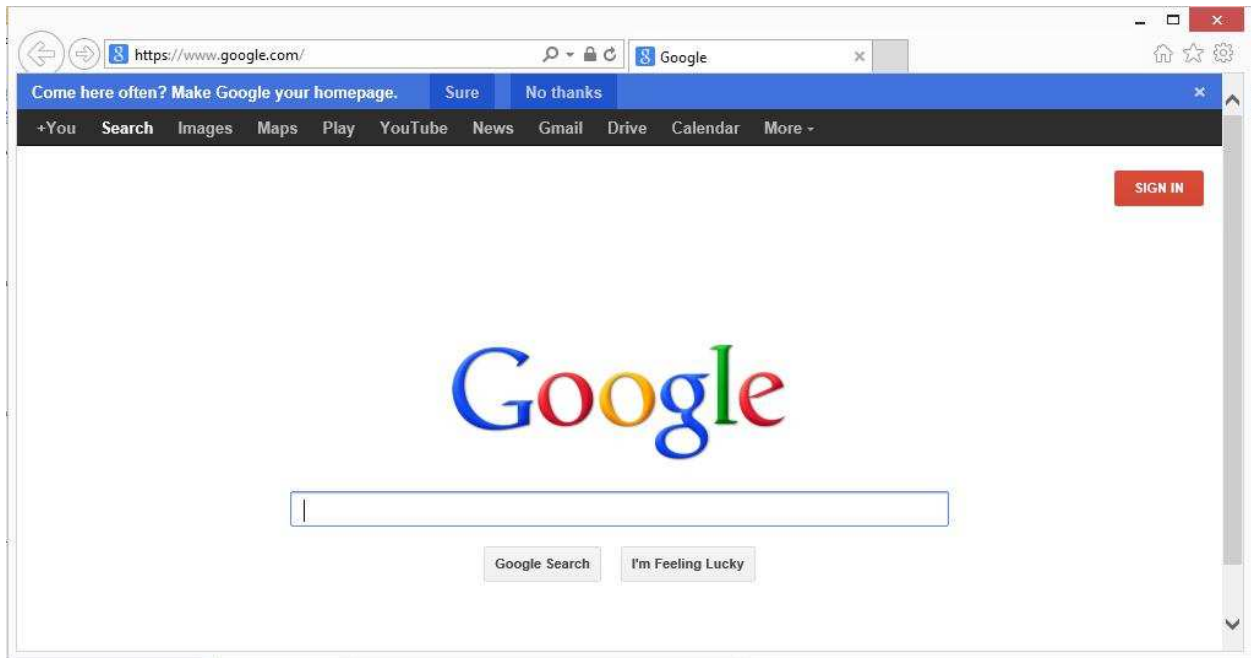 https://www.google.com/
Google
Come here often? Make Google your homepage. Sure No thanks
+You Search Images Maps Play YouTube News Gmail Drive Calendar More
SIGN IN
Google
Google Search I'm Feeling Lucky